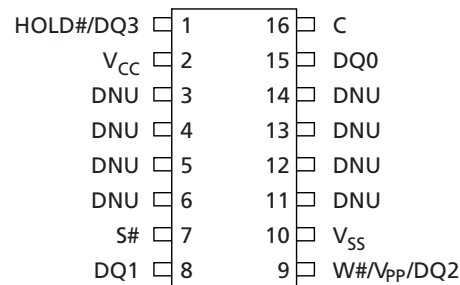 HOLD#/DQ3 1 16 C
VCC 2 15 DQ0
DNU 3 14 DNU
DNU 4 13 DNU
DNU 5 12 DNU
DNU 6 11 DNU
S# 7 10 VSS
DQ1 8 9 W#/VPP/DQ2